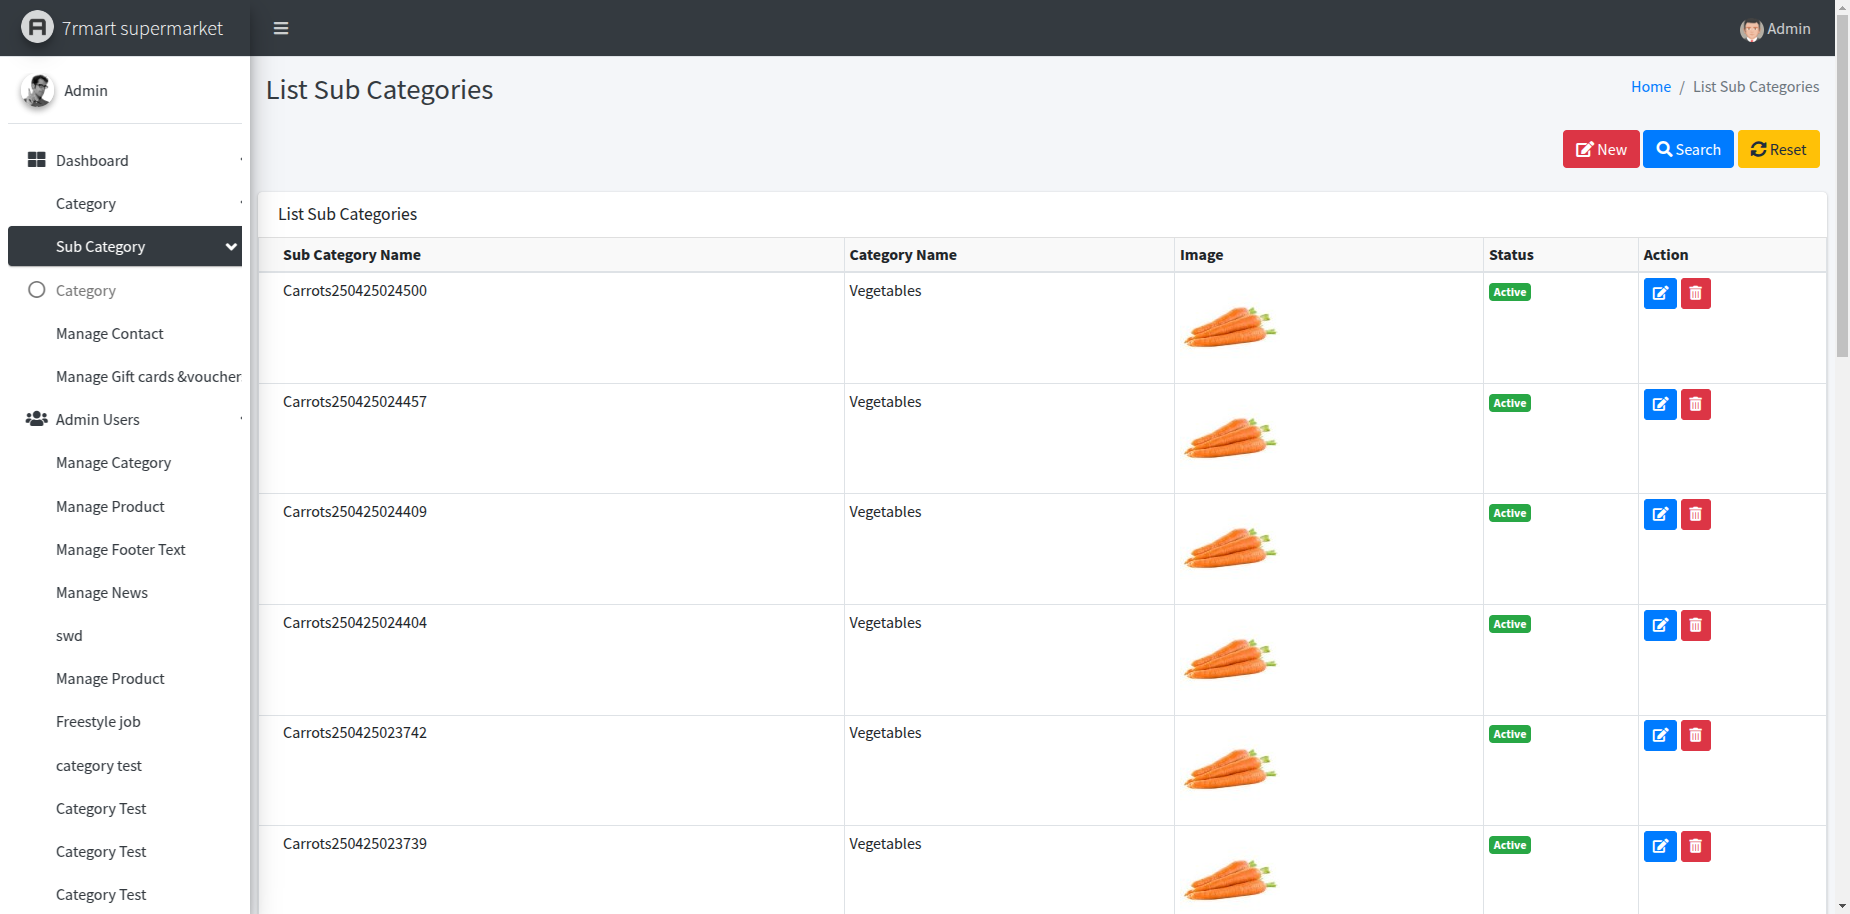 7rmart supermarket
Admin
Admin
List Sub Categories
Home / List Sub Categories
New
Search
Reset
Dashboard
Category
Sub Category
Category
Manage Contact
Manage Gift cards &voucher
Admin Users
Manage Category
Manage Product
Manage Footer Text
Manage News
swd
Manage Product
Freestyle job
category test
Category Test
Category Test
Category Test
List Sub Categories
Sub Category Name Category Name Image Status Action
Carrots250425024500 Vegetables Active
Carrots250425024457 Vegetables Active
Carrots250425024409 Vegetables Active
Carrots250425024404 Vegetables Active
Carrots250425023742 Vegetables Active
Carrots250425023739 Vegetables Active